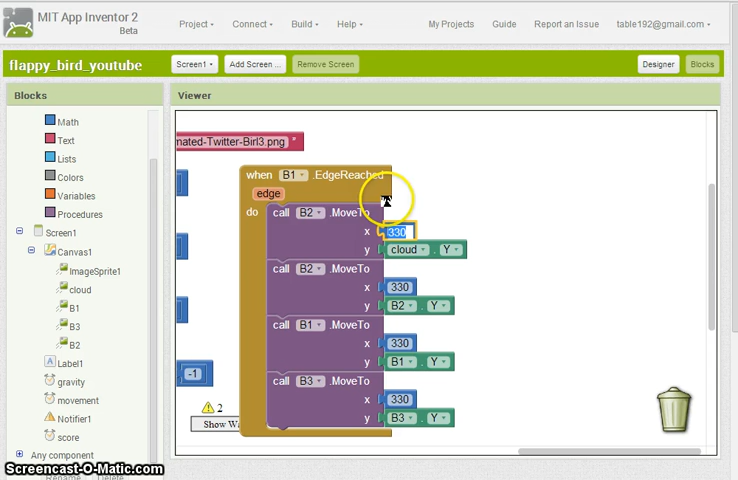 MIT App Inventor 2
Beta
Project Connect Build Help My Projects Guide Report an Issue table192@gmail.com
flappy_bird_youtube Screen1 Add Screen ... Remove Screen Designer Blocks
Blocks
Viewer
Math
Text
Lists
Colors
Variables
Procedures
Screen1
Canvas1
ImageSprite1
cloud
B1
B3
B2
Label1
gravity
movement
Notifier1
score
Any component
mated-Twitter-Birl3.png "
when B1 .EdgeReached
edge
do call B2 .MoveTo
x 330
y cloud . Y
call B2 .MoveTo
x 330
y B2 . Y
call B1 .MoveTo
x 330
y B1 . Y
call B3 .MoveTo
x 330
y B3 . Y
-1
2
Show Wa
Screencast-O-Matic.com